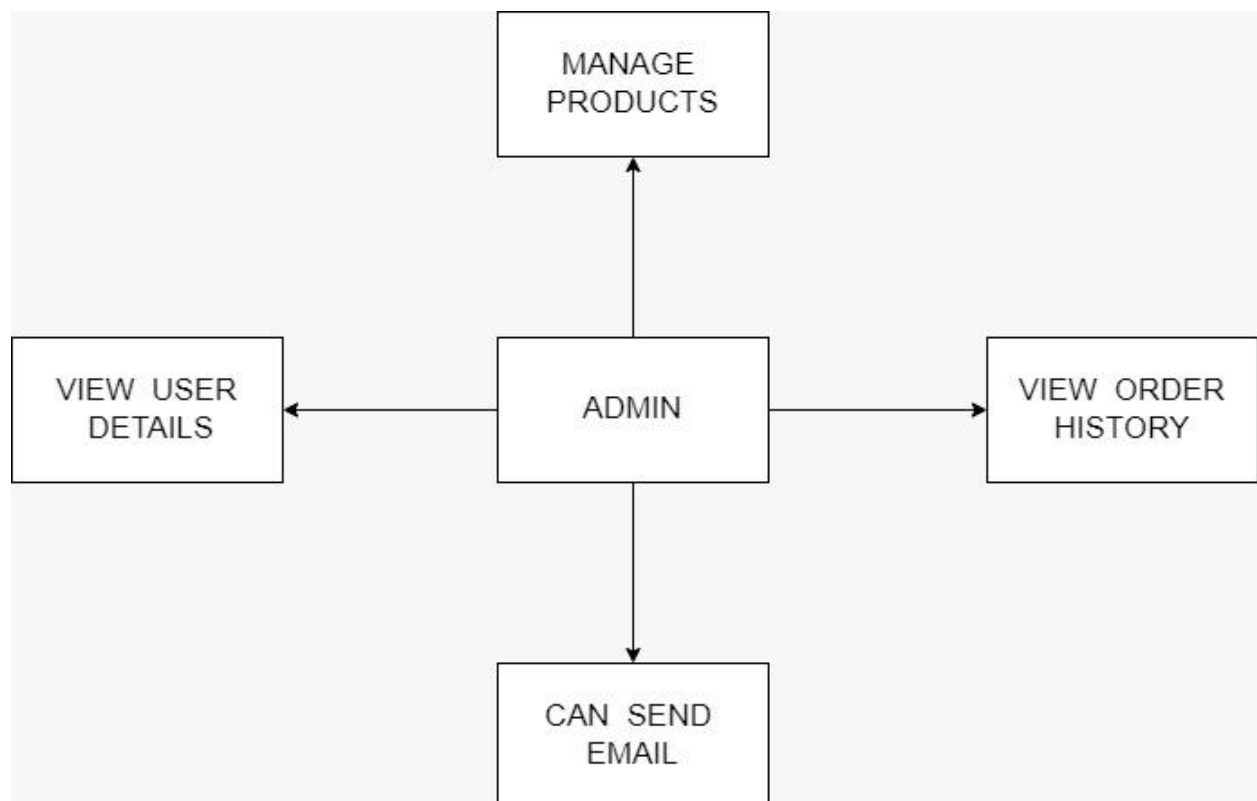 MANAGE
PRODUCTS
VIEW USER
DETAILS
ADMIN
VIEW ORDER
HISTORY
CAN SEND
EMAIL